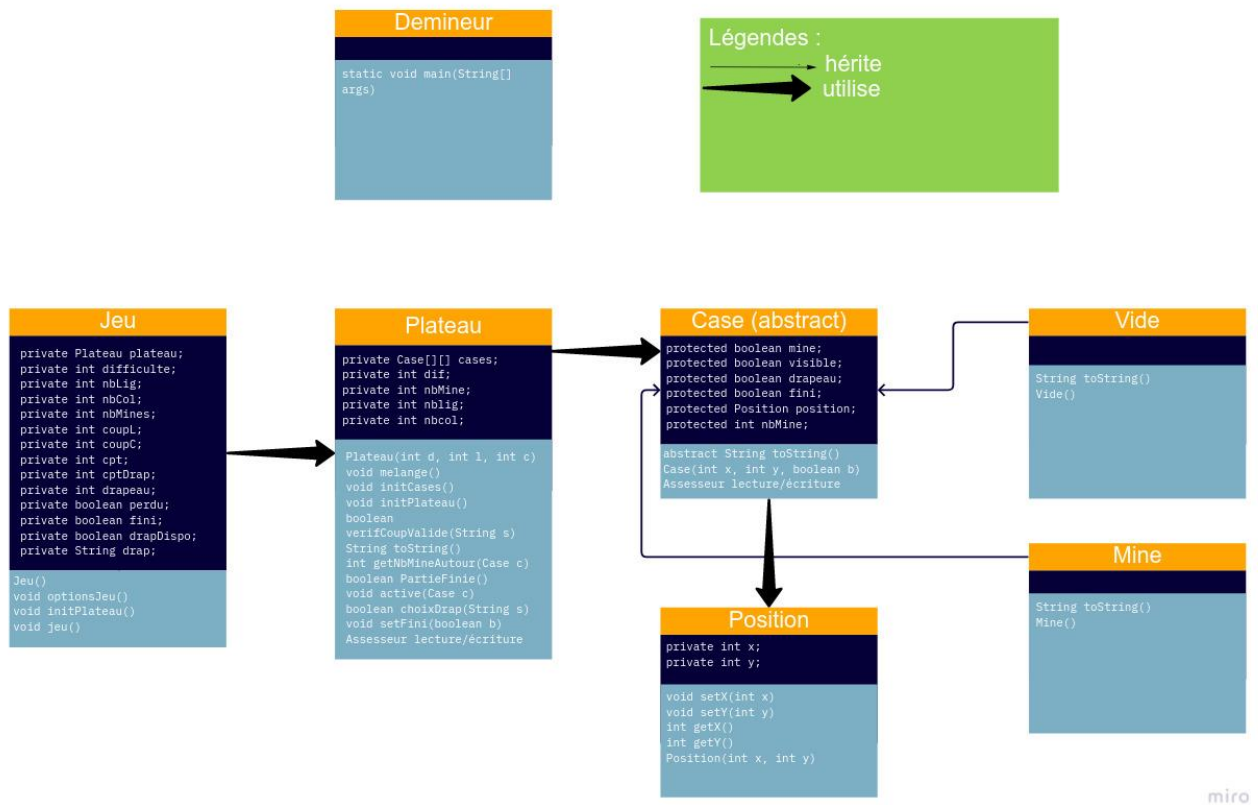 Demineur
static void main(String[]
args)
Légendes :
hérite
utilise
Jeu
private Plateau plateau;
private int difficulte;
private int nbLig;
private int nbCol;
private int nbMines;
private int coupL;
private int coupC;
private int cpt;
private int cptDrap;
private int drapeau;
private boolean perdu;
private boolean fini;
private boolean drapDispo;
private String drap;
Jeu()
void optionsJeu()
void initPlateau()
void jeu()
Plateau
private Case[][] cases;
private int dif;
private int nbMine;
private int nblig;
private int nbcol;
Plateau(int d, int l, int c)
void melange()
void initCases()
void initPlateau()
boolean
verifCoupValide(String s)
String toString()
int getNbMineAutour(Case c)
boolean PartieFinie()
void active(Case c)
boolean choixDrap(String s)
void setFini(boolean b)
Assesseur lecture/écriture
Case (abstract)
protected boolean mine;
protected boolean visible;
protected boolean drapeau;
protected boolean fini;
protected Position position;
protected int nbMine;
abstract String toString()
Case(int x, int y, boolean b)
Assesseur lecture/écriture
Vide
String toString()
Vide()
Mine
String toString()
Mine()
Position
private int x;
private int y;
void setX(int x)
void setY(int y)
int getX()
int getY()
Position(int x, int y)
miro